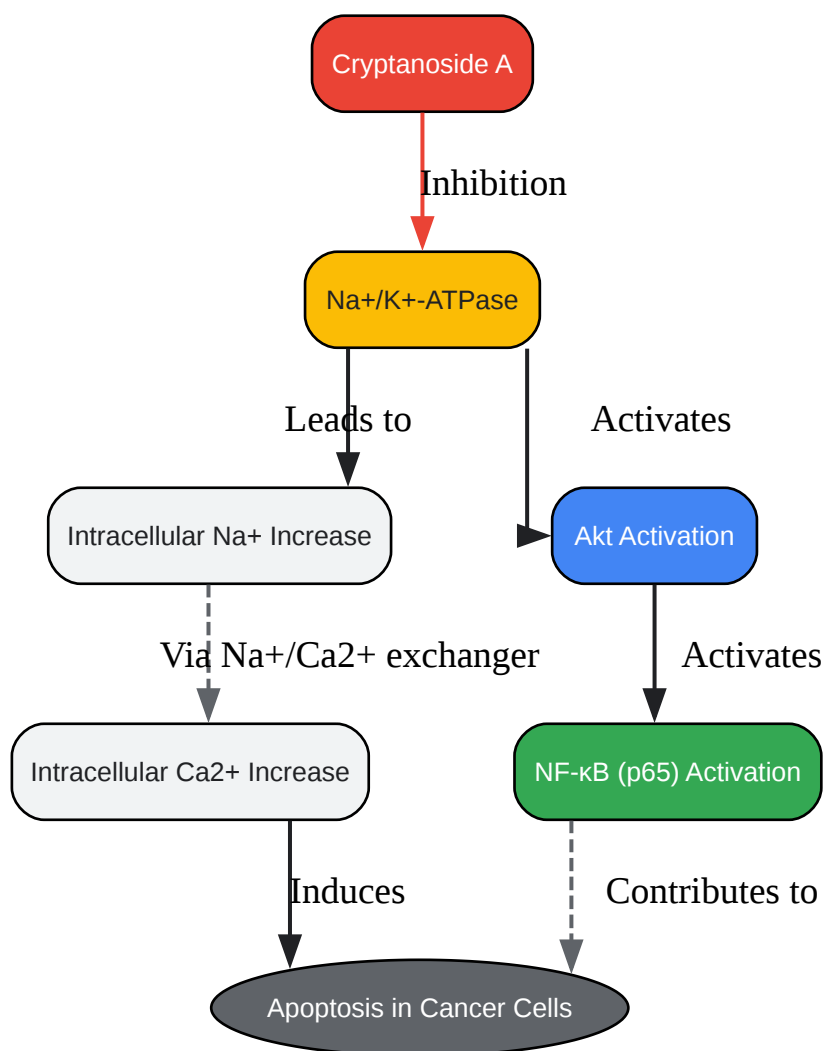 Cryptanoside A
Inhibition
Na+/K+-ATPase
Leads to
Activates
Intracellular Na+ Increase
Akt Activation
Via Na+/Ca2+ exchanger
Activates
Intracellular Ca2+ Increase
NF-κB (p65) Activation
Induces
Contributes to
Apoptosis in Cancer Cells